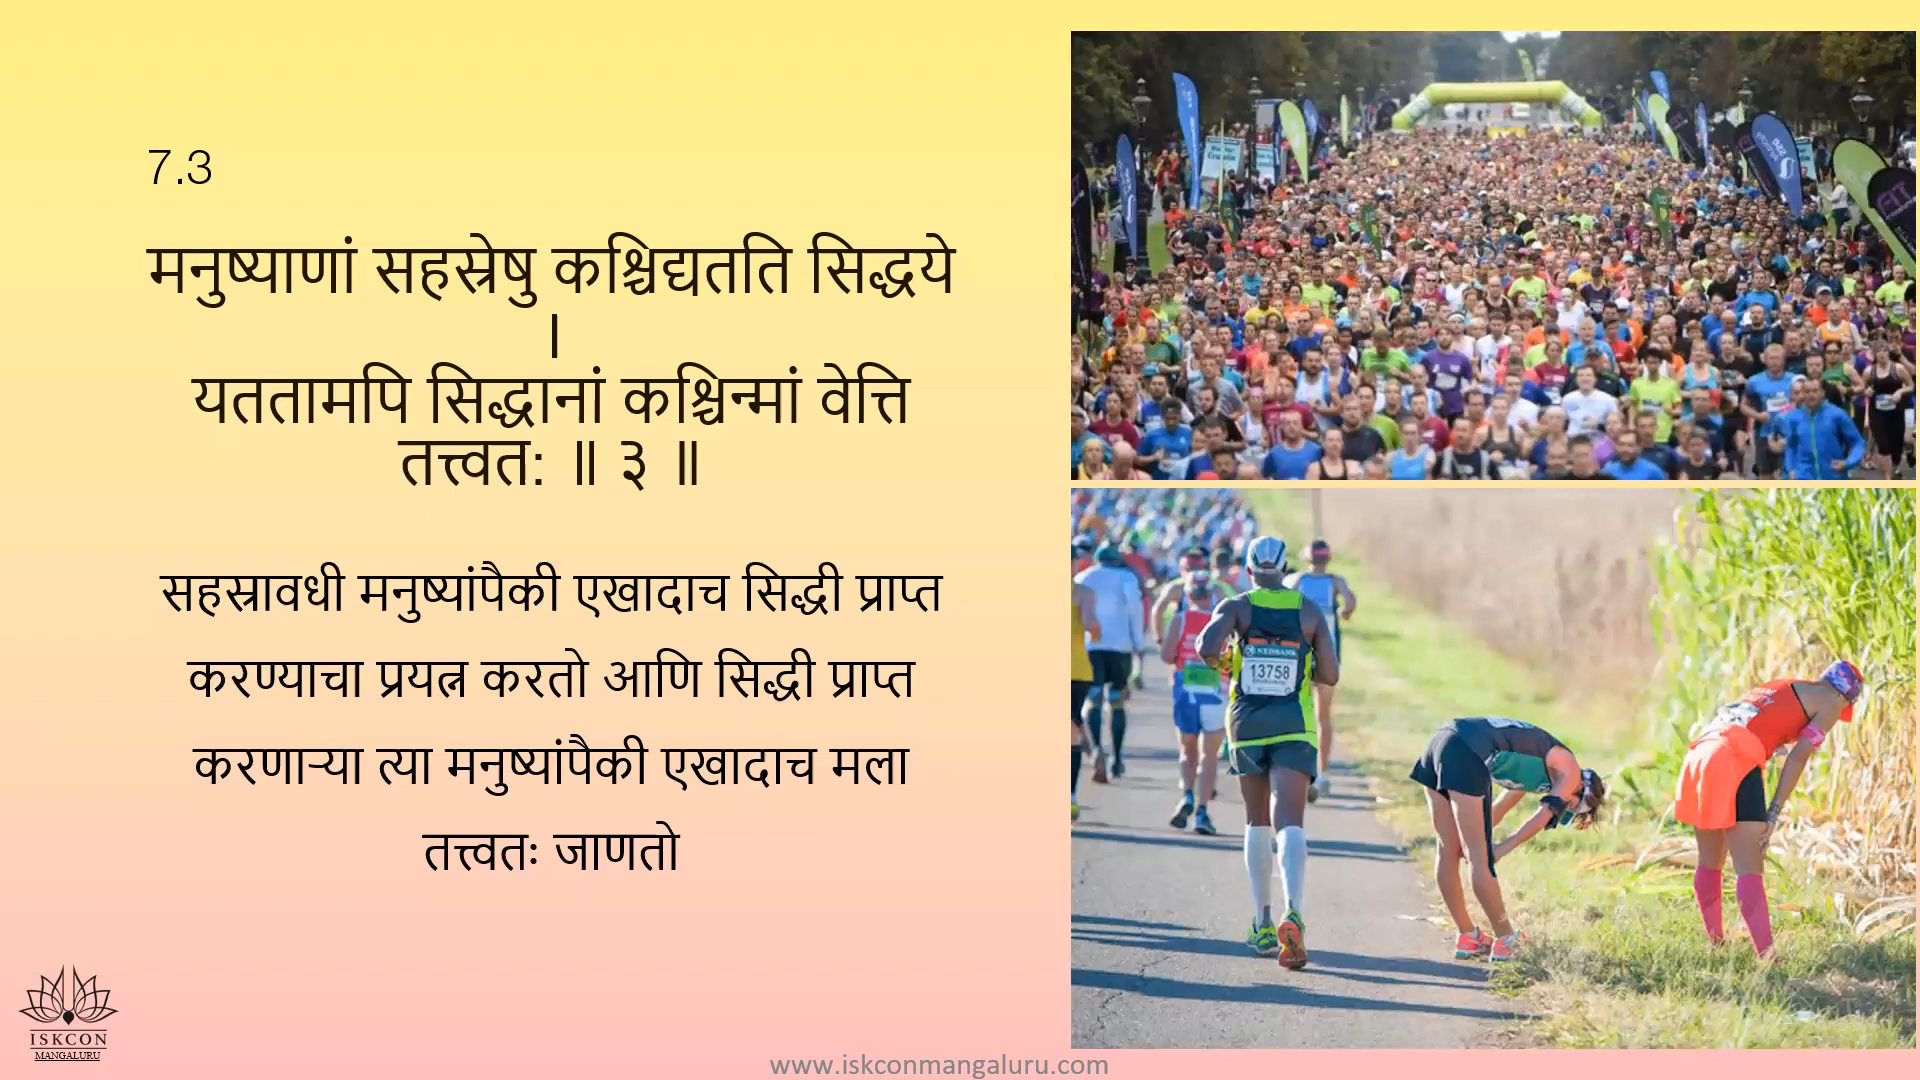 7.3
मनुष्याणां सहस्रेषु कश्चिद्यतति सिद्धये
।
यततामपि सिद्धानां कश्चिन्मां वेत्ति
तत्त्वतः ॥ ३ ॥
सहस्रावधी मनुष्यांपैकी एखादाच सिद्धी प्राप्त
करण्याचा प्रयत्न करतो आणि सिद्धी प्राप्त
करणाऱ्या त्या मनुष्यांपैकी एखादाच मला
तत्त्वतः जाणतो
NEDBANK
13758
ISKCON
MANGALURU
www.iskconmangaluru.com